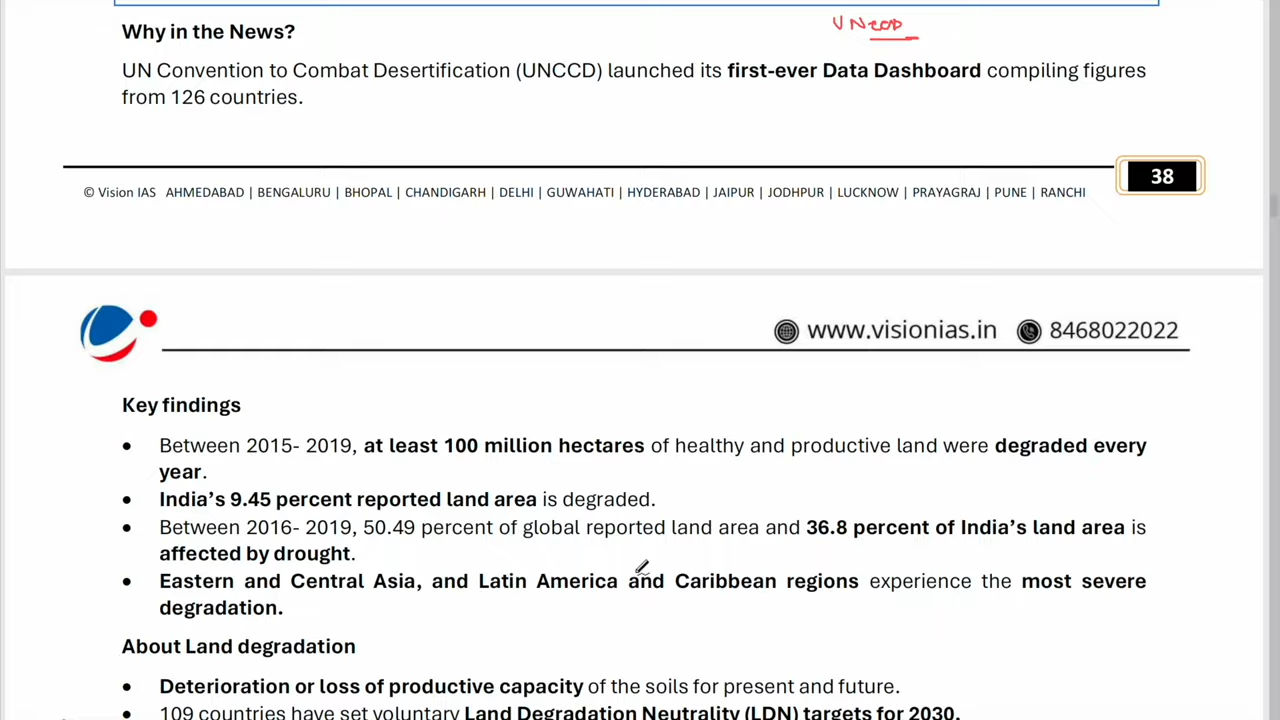 Why in the News?
UN Convention to Combat Desertification (UNCCD) launched its first-ever Data Dashboard compiling figures
from 126 countries.
© Vision IAS AHMEDABAD | BENGALURU | BHOPAL | CHANDIGARH | DELHI | GUWAHATI | HYDERABAD | JAIPUR | JODHPUR | LUCKNOW | PRAYAGRAJ | PUNE | RANCHI
38
www.visionias.in 8468022022
Key findings
• Between 2015- 2019, at least 100 million hectares of healthy and productive land were degraded every
year.
• India's 9.45 percent reported land area is degraded.
• Between 2016- 2019, 50.49 percent of global reported land area and 36.8 percent of India's land area is
affected by drought.
• Eastern and Central Asia, and Latin America and Caribbean regions experience the most severe
degradation.
About Land degradation
• Deterioration or loss of productive capacity of the soils for present and future.
• 109 countries have set voluntary Land Degradation Neutrality (LDN) targets for 2030.